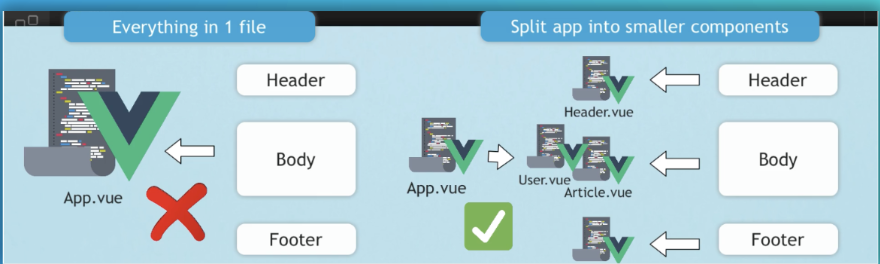 Everything in 1 file
Header
Body
Footer
App.vue
Split app into smaller components
Header.vue
Header
App.vue
User.vue
Article.vue
Body
Footer